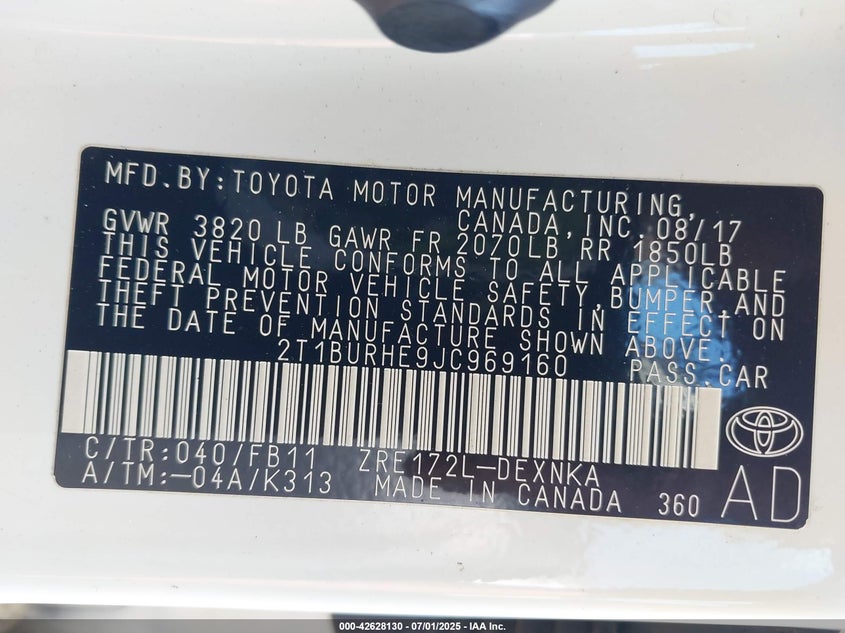 MFD.BY:TOYOTA MOTOR MANUFACTURING,
CANADA,INC.08/17
GVWR 3820LB GAWR FR 2070LB RR 1850LB
THIS VEHICLE CONFORMS TO ALL APPLICABLE
FEDERAL MOTOR VEHICLE SAFETY,BUMPER,AND
THEFT PREVENTION STANDARDS IN EFFECT ON
THE DATE OF MANUFACTURE SHOWN ABOVE.
2T1BURHE9JC969160 PASS.CAR
C/TR:040/FB11 ZRE172L-DEXNKA
A/TM:-04A/K313 MADE IN CANADA 360 AD
000-42628130 - 07/01/2025 - IAA Inc.